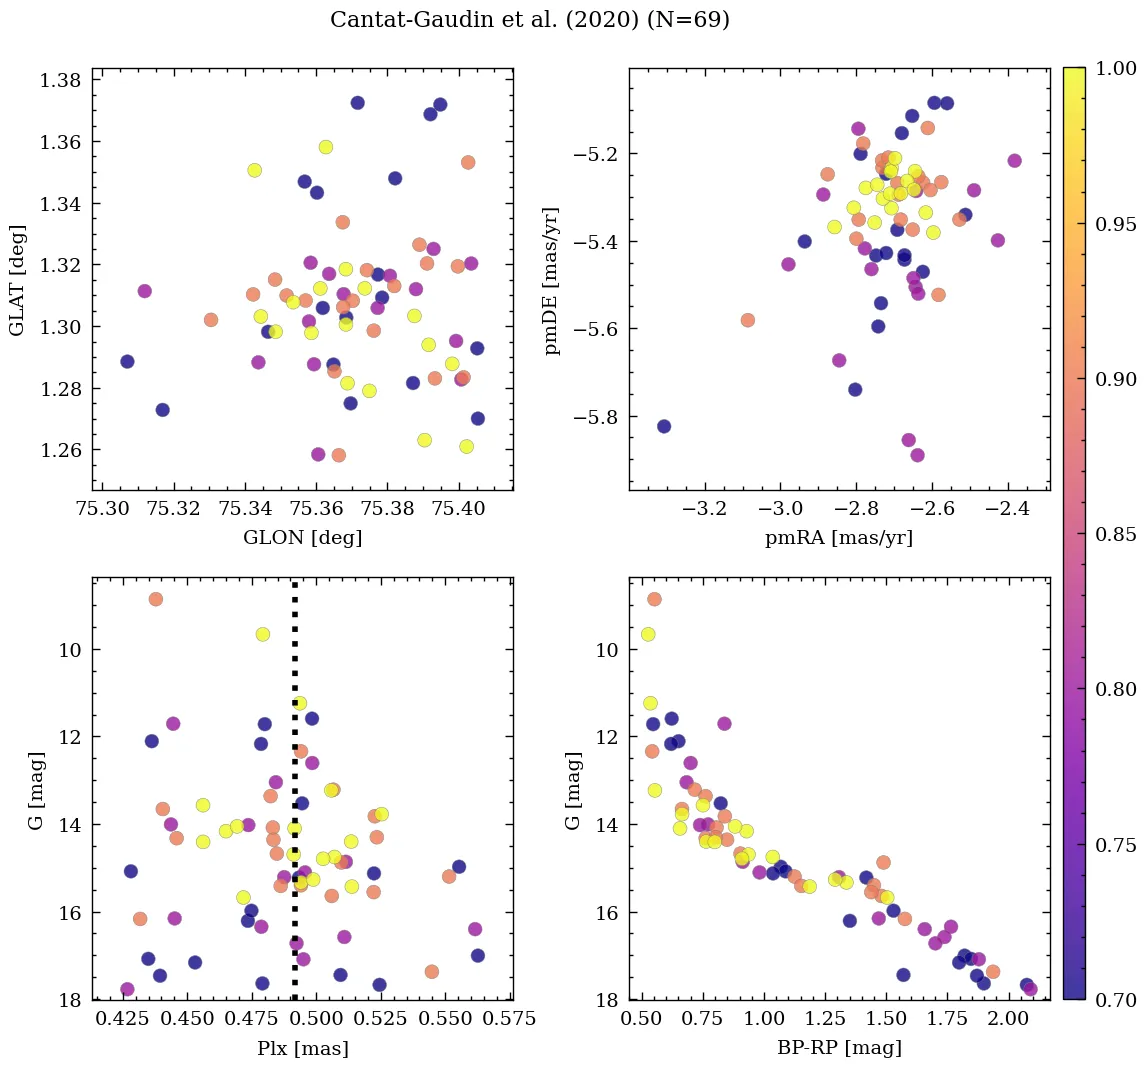 Cantat-Gaudin et al. (2020) (N=69)
1.38
1.36
1.34
1.32
1.30
1.28
1.26
GLAT [deg]
75.30 75.32 75.34 75.36 75.38 75.40
GLON [deg]
−5.2
−5.4
−5.6
−5.8
pmDE [mas/yr]
−3.2 −3.0 −2.8 −2.6 −2.4
pmRA [mas/yr]
10
12
14
16
18
G [mag]
0.425 0.450 0.475 0.500 0.525 0.550 0.575
Plx [mas]
10
12
14
16
18
G [mag]
0.50 0.75 1.00 1.25 1.50 1.75 2.00
BP-RP [mag]
1.00
0.95
0.90
0.85
0.80
0.75
0.70